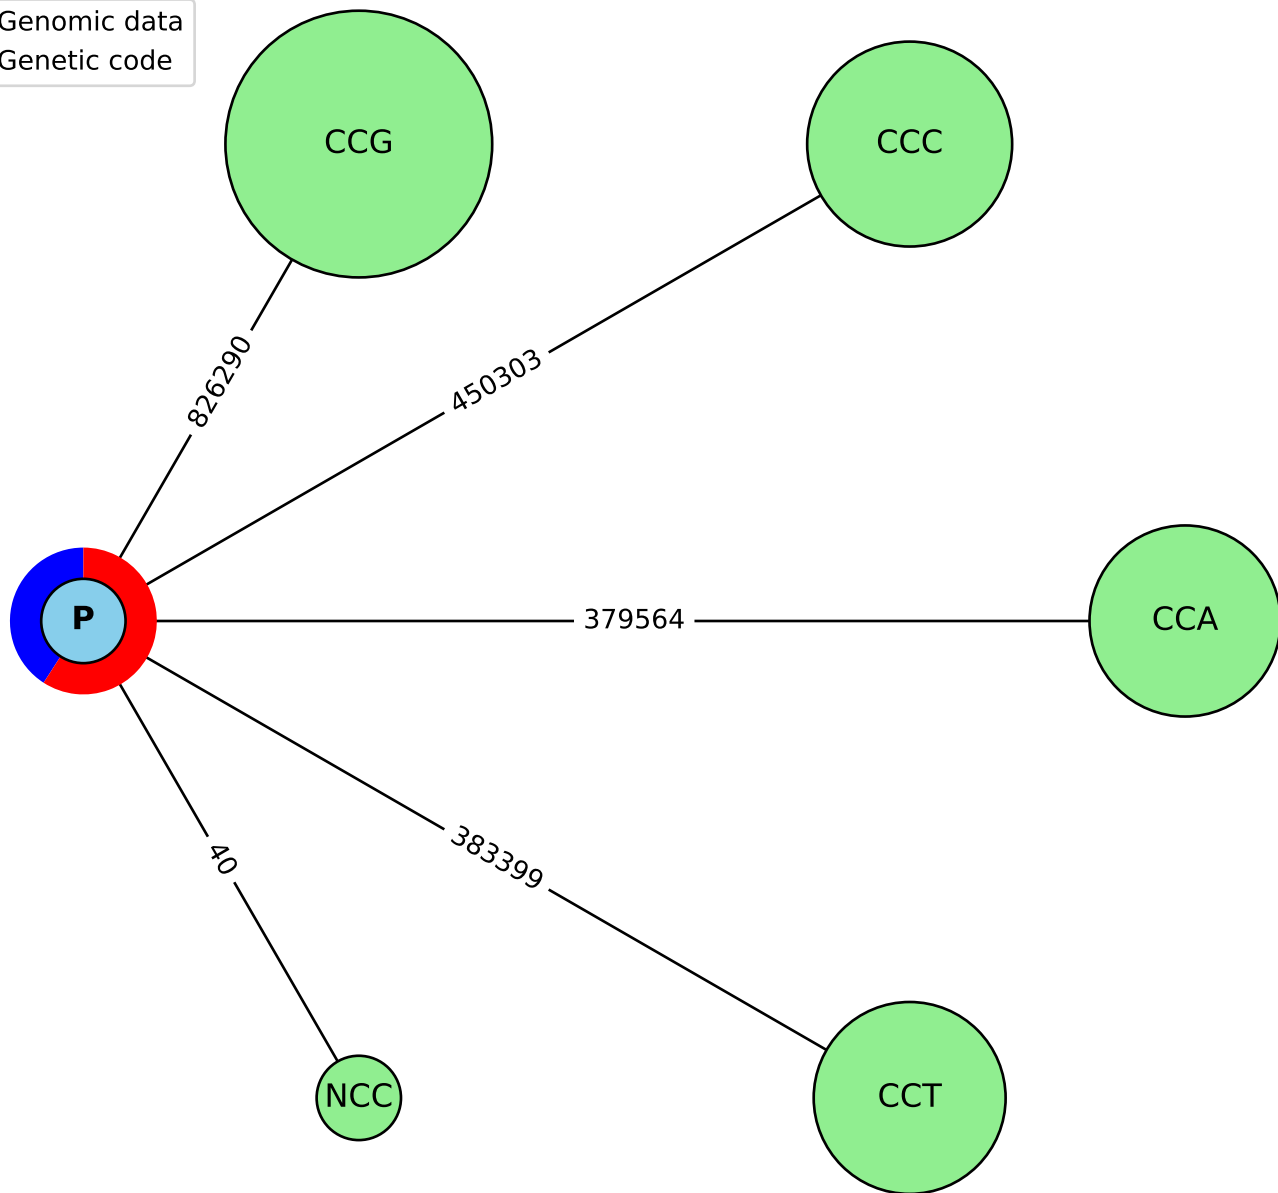 Genomic data
Genetic code
CCG
CCC
826290
450303
P
379564
CCA
383399
40
NCC
CCT